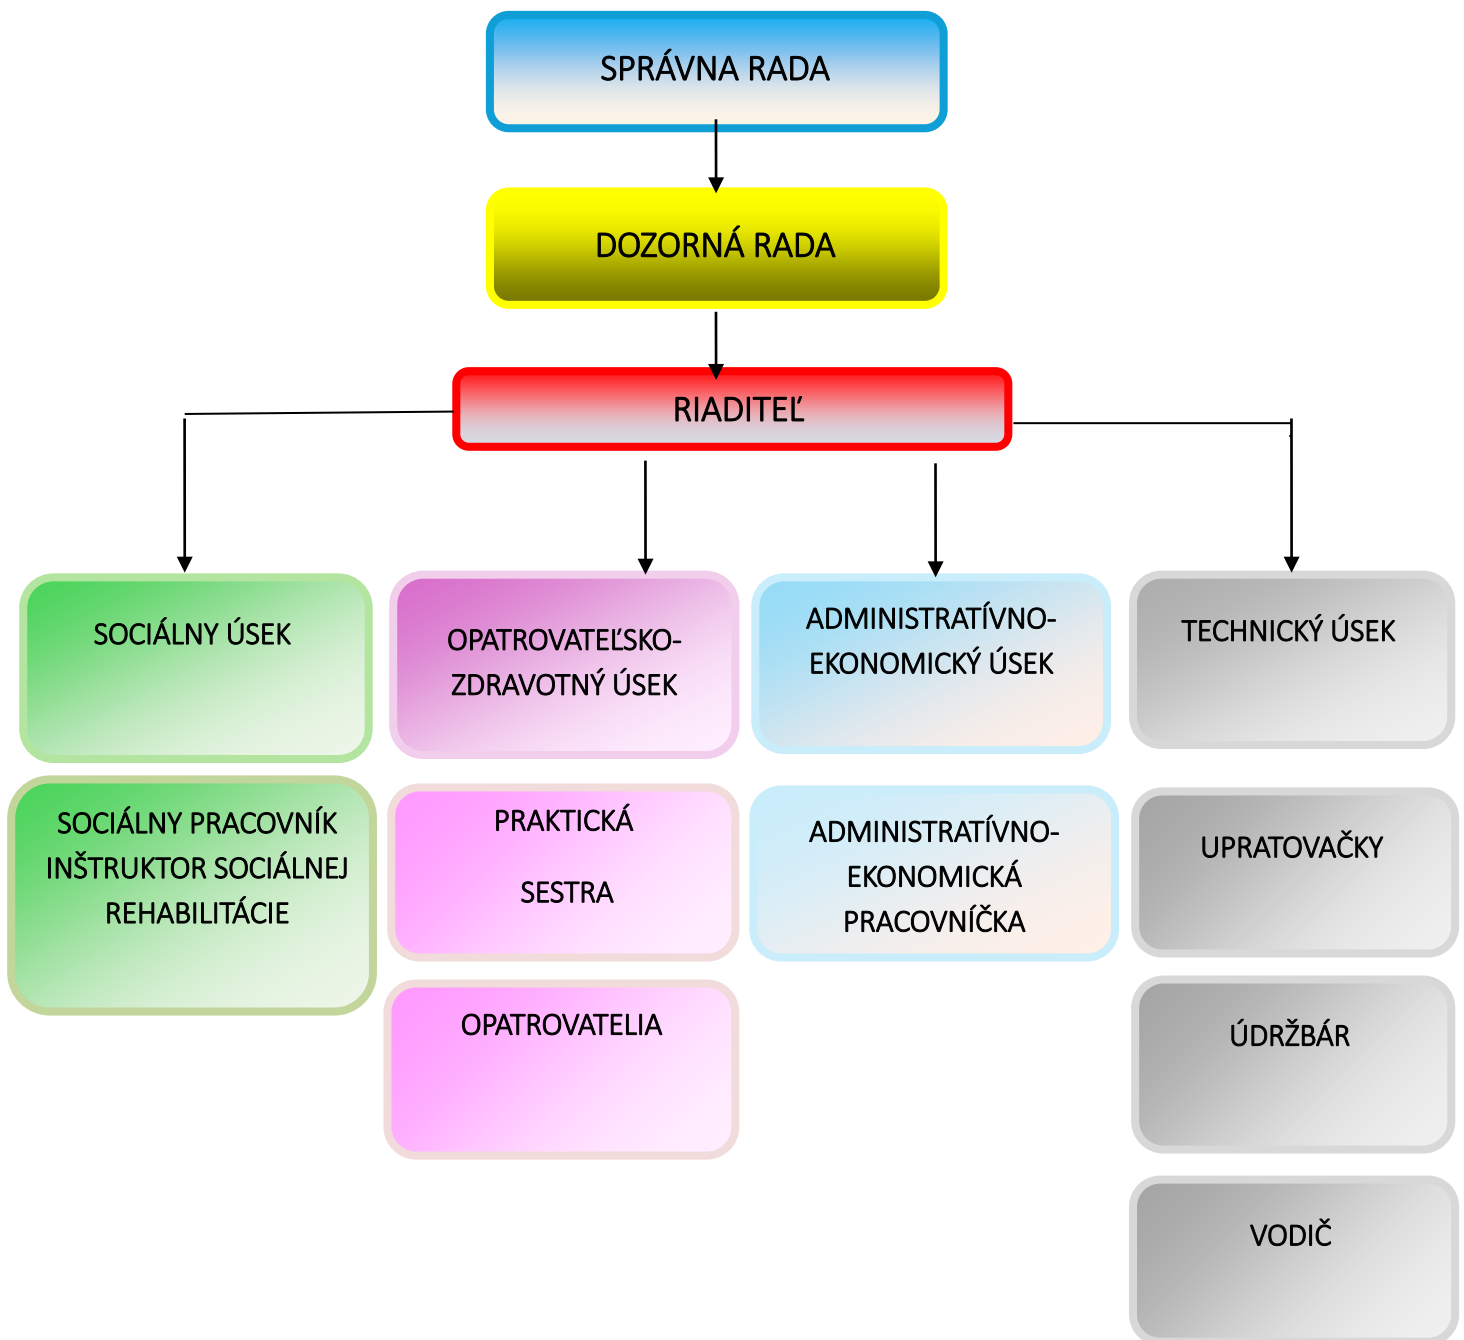 SPRÁVNA RADA
DOZORNÁ RADA
RIADITEĽ
SOCIÁLNY ÚSEK
OPATROVATEĽSKO-
ZDRAVOTNÝ ÚSEK
ADMINISTRATÍVNO-
EKONOMICKÝ ÚSEK
TECHNICKÝ ÚSEK
SOCIÁLNY PRACOVNÍK
INŠTRUKTOR SOCIÁLNEJ
REHABILITÁCIE
PRAKTICKÁ
SESTRA
ADMINISTRATÍVNO-
EKONOMICKÁ
PRACOVNÍČKA
UPRATOVAČKY
OPATROVATELIA
ÚDRŽBÁR
VODIČ